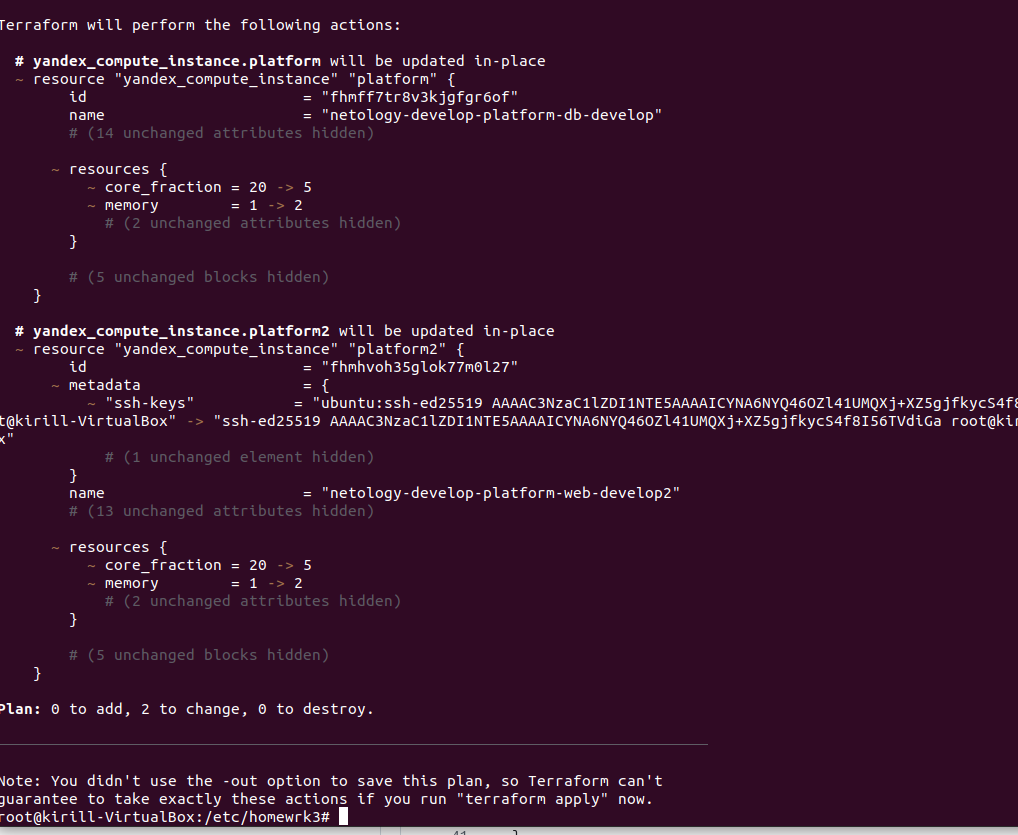 Terraform will perform the following actions:
# yandex_compute_instance.platform will be updated in-place
~ resource "yandex_compute_instance" "platform" {
id = "fhmff7tr8v3kjgfgr6of"
name = "netology-develop-platform-db-develop"
# (14 unchanged attributes hidden)
~ resources {
~ core_fraction = 20 -> 5
~ memory = 1 -> 2
# (2 unchanged attributes hidden)
}
# (5 unchanged blocks hidden)
}
# yandex_compute_instance.platform2 will be updated in-place
~ resource "yandex_compute_instance" "platform2" {
id = "fhmhvoh35glok77m0l27"
~ metadata = {
~ "ssh-keys" = "ubuntu:ssh-ed25519 AAAAC3NzaC1lZDI1NTE5AAAAICYNA6NYQ46OZl41UMQXj+XZ5gjfkycS4f8
t@kirill-VirtualBox" -> "ssh-ed25519 AAAAC3NzaC1lZDI1NTE5AAAAICYNA6NYQ46OZl41UMQXj+XZ5gjfkycS4f8I56TVdiGa root@kir
x"
# (1 unchanged element hidden)
}
name = "netology-develop-platform-web-develop2"
# (13 unchanged attributes hidden)
~ resources {
~ core_fraction = 20 -> 5
~ memory = 1 -> 2
# (2 unchanged attributes hidden)
}
# (5 unchanged blocks hidden)
}
Plan: 0 to add, 2 to change, 0 to destroy.
Note: You didn't use the -out option to save this plan, so Terraform can't
guarantee to take exactly these actions if you run "terraform apply" now.
root@kirill-VirtualBox:/etc/homewrk3#